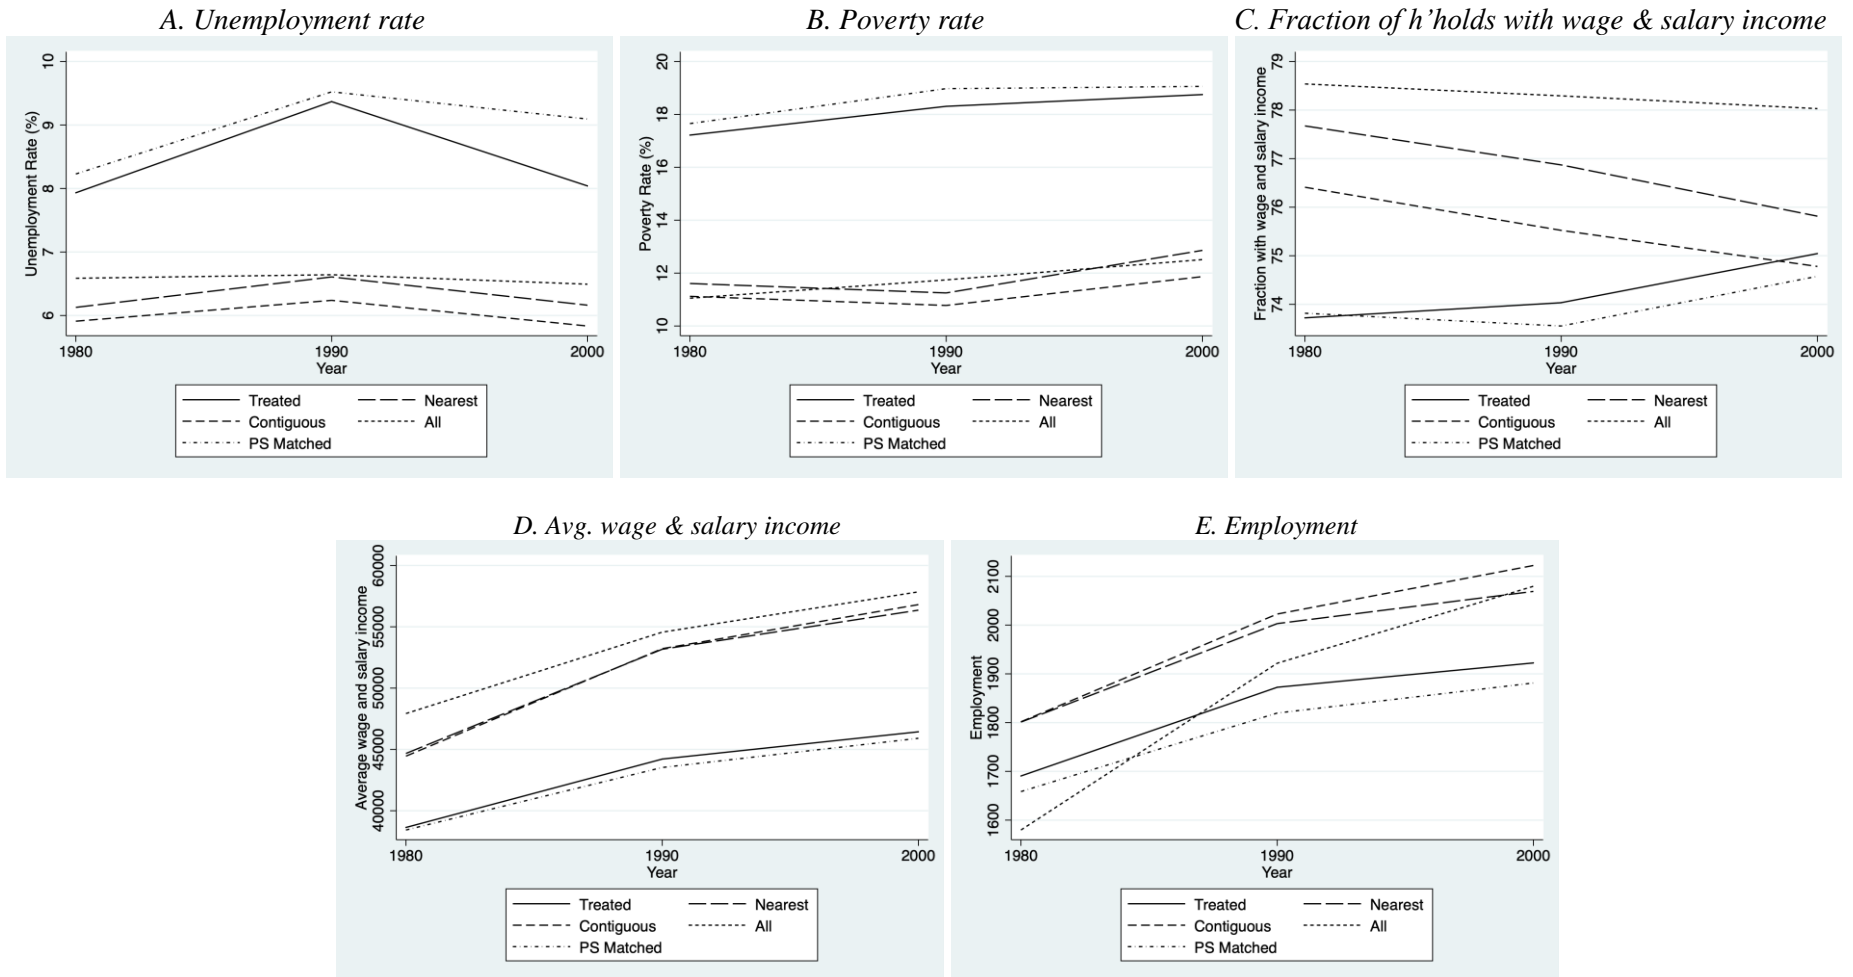 A. Unemployment rate
B. Poverty rate
C. Fraction of h’holds with wage & salary income
Unemployment Rate (%)
10
9
8
7
6
1980 1990 2000
Year
Treated Nearest
Contiguous All
PS Matched
Poverty Rate (%)
20
18
16
14
12
10
1980 1990 2000
Year
Treated Nearest
Contiguous All
PS Matched
Fraction with wage and salary income
79
78
77
76
75
74
1980 1990 2000
Year
Treated Nearest
Contiguous All
PS Matched
D. Avg. wage & salary income
E. Employment
Average wage and salary income
60000
55000
50000
45000
40000
1980 1990 2000
Year
Treated Nearest
Contiguous All
PS Matched
Employment
2100
2000
1900
1800
1700
1600
1980 1990 2000
Year
Treated Nearest
Contiguous All
PS Matched